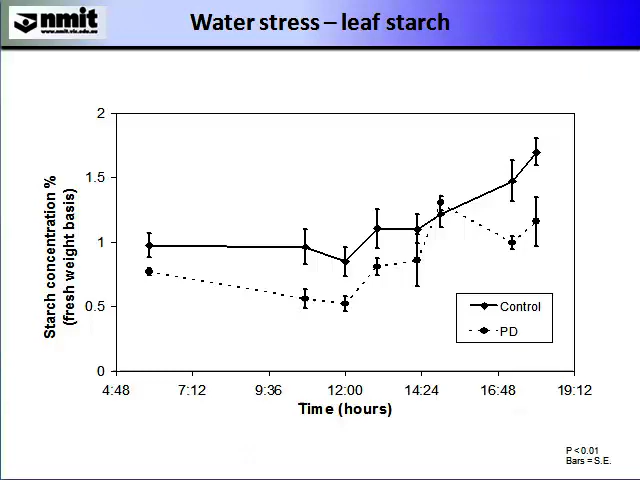 nmit
www.nmit.vic.edu.au
Water stress – leaf starch
Starch concentration %
(fresh weight basis)
2
1.5
1
0.5
0
4:48 7:12 9:36 12:00 14:24 16:48 19:12
Time (hours)
Control
PD
P < 0.01
Bars = S.E.